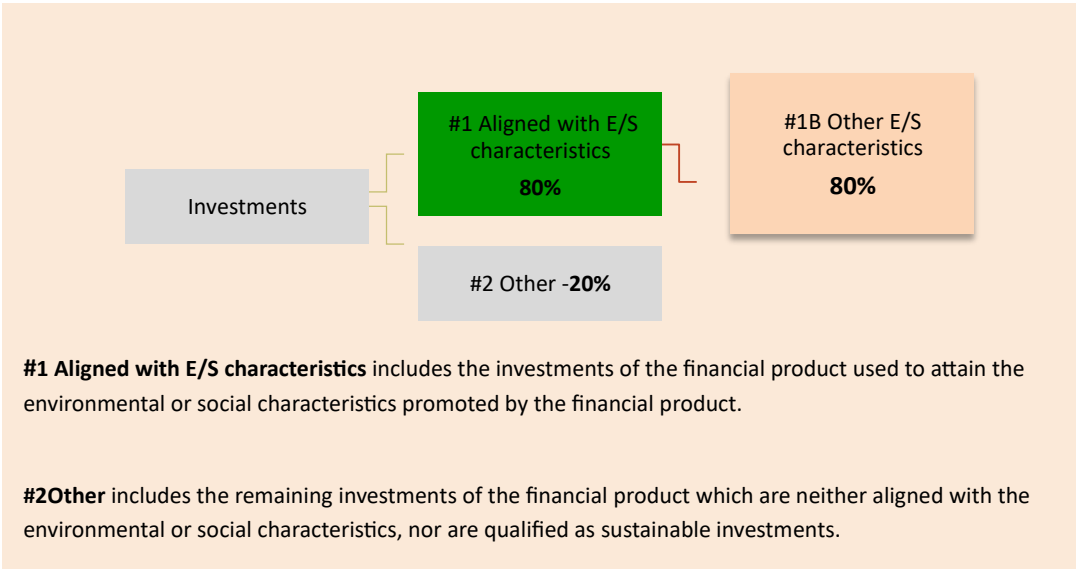 #1 Aligned with E/S
characteristics
80%
#1B Other E/S
characteristics
80%
Investments
#2 Other -20%
#1 Aligned with E/S characteristics includes the investments of the financial product used to attain the
environmental or social characteristics promoted by the financial product.
#2Other includes the remaining investments of the financial product which are neither aligned with the
environmental or social characteristics, nor are qualified as sustainable investments.